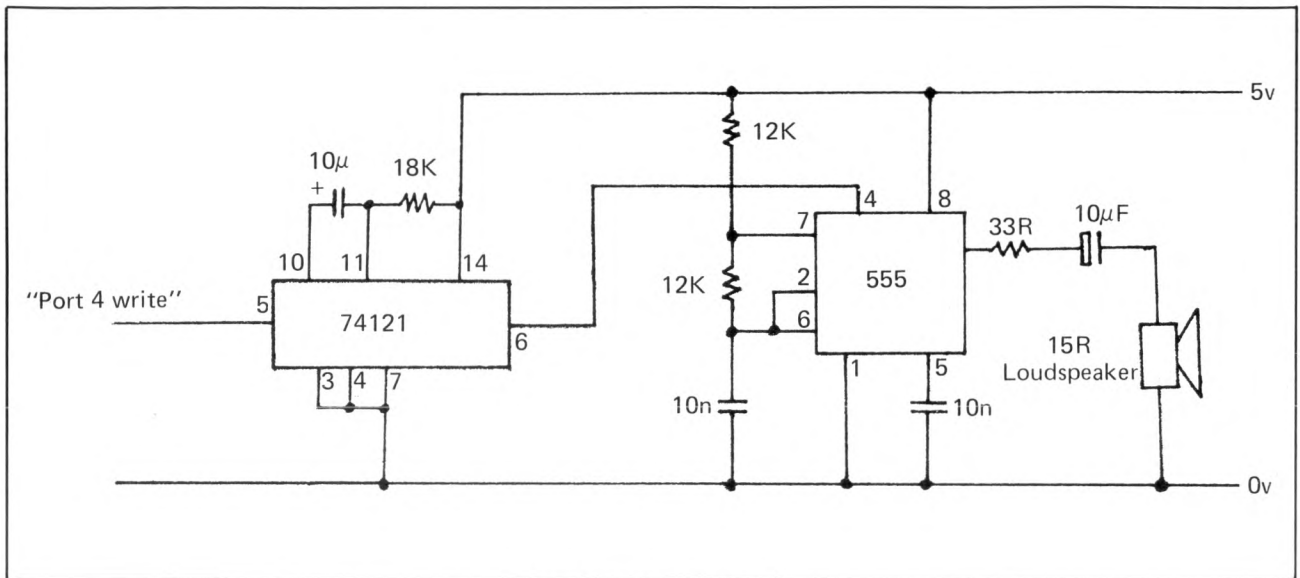 5v
12K
10μ
+
18K
4
8
10μF
33R
7
10
11
14
12K
2
555
"Port 4 write"
5
74121
6
6
15R
Loudspeaker
3
4
7
1
5
10n
10n
0v